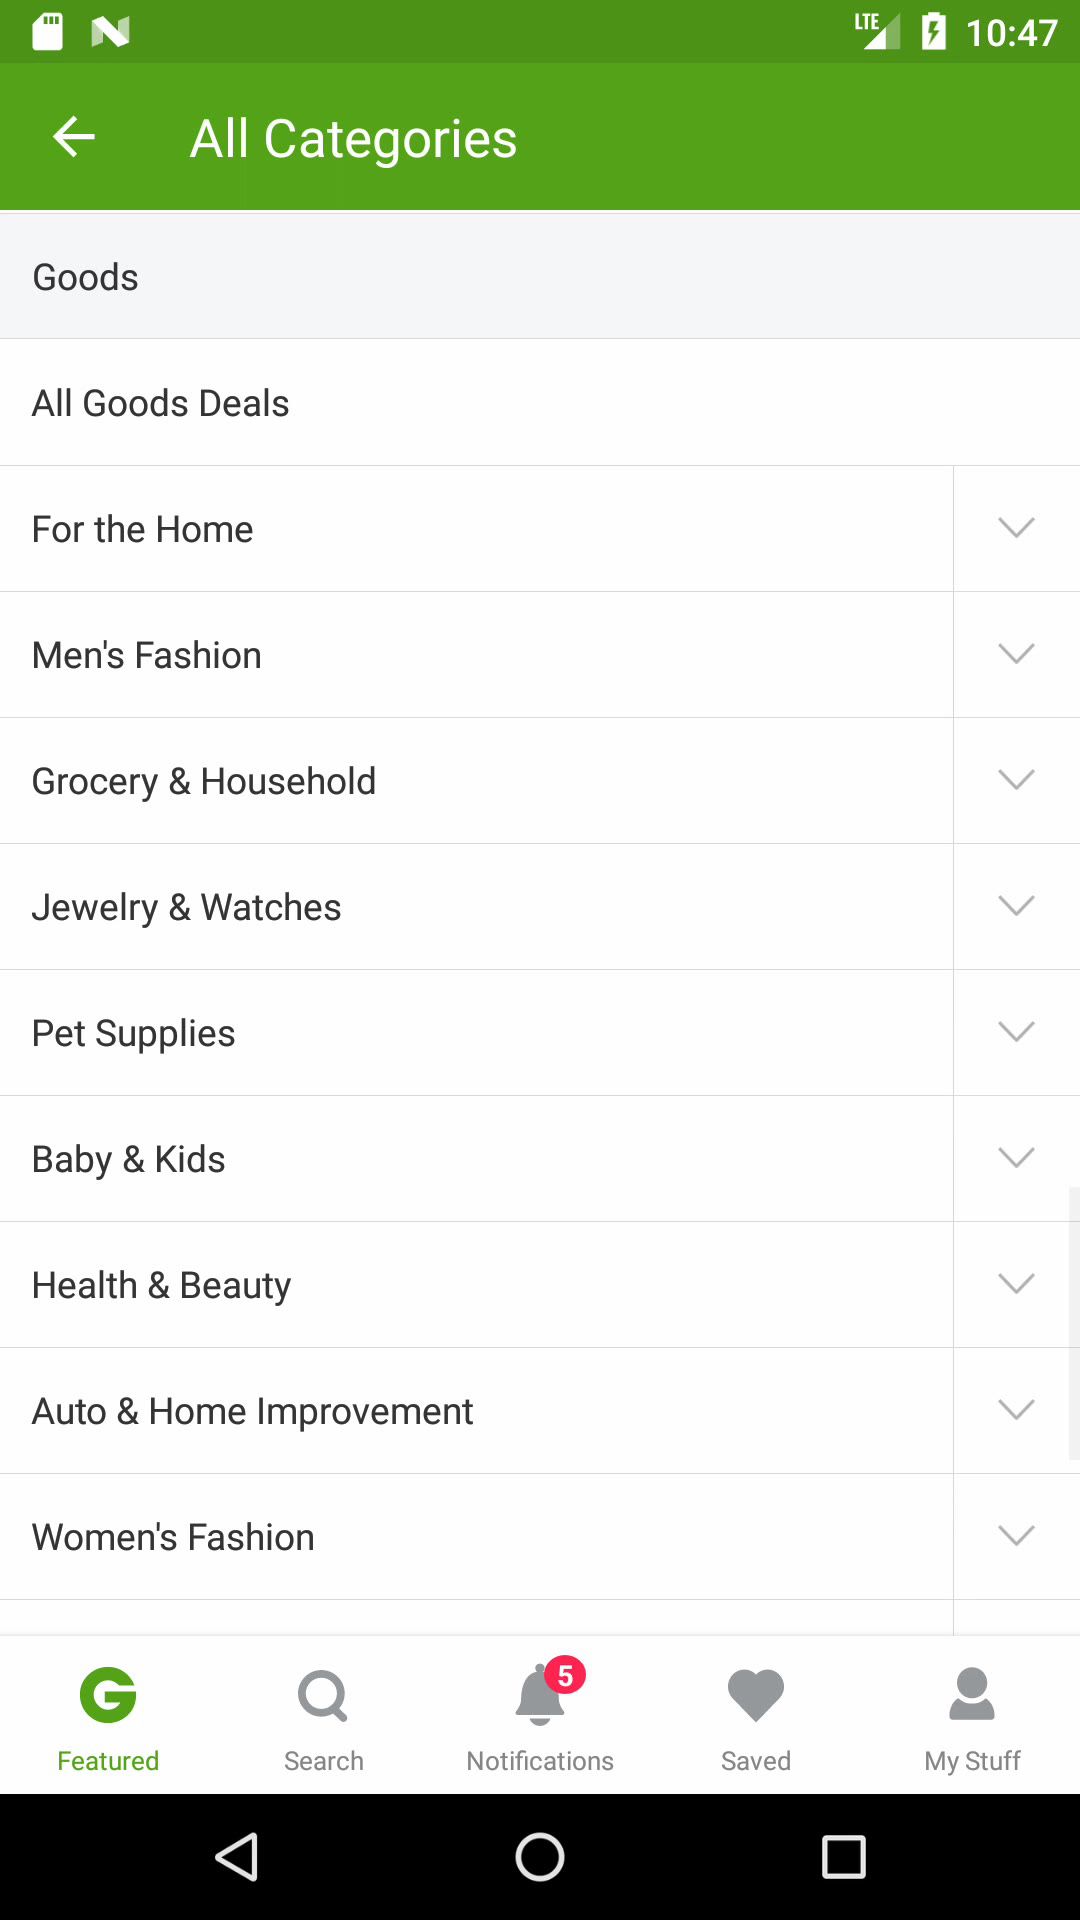 LTE 10:47
All Categories
Goods
All Goods Deals
For the Home
Men's Fashion
Grocery & Household
Jewelry & Watches
Pet Supplies
Baby & Kids
Health & Beauty
Auto & Home Improvement
Women's Fashion
5
Featured Search Notifications Saved My Stuff